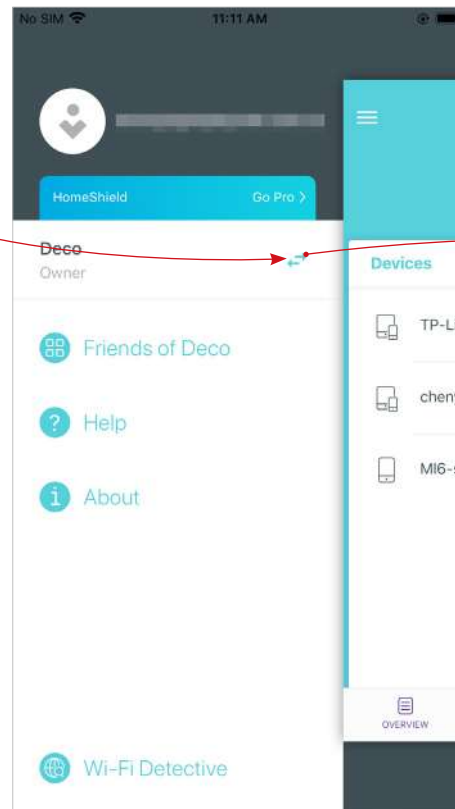 No SIM 11:11 AM
HomeShield Go Pro >
Deco
Owner
Friends of Deco
Help
About
Wi-Fi Detective
Devices
TP-L
chen
MI6-
OVERVIEW